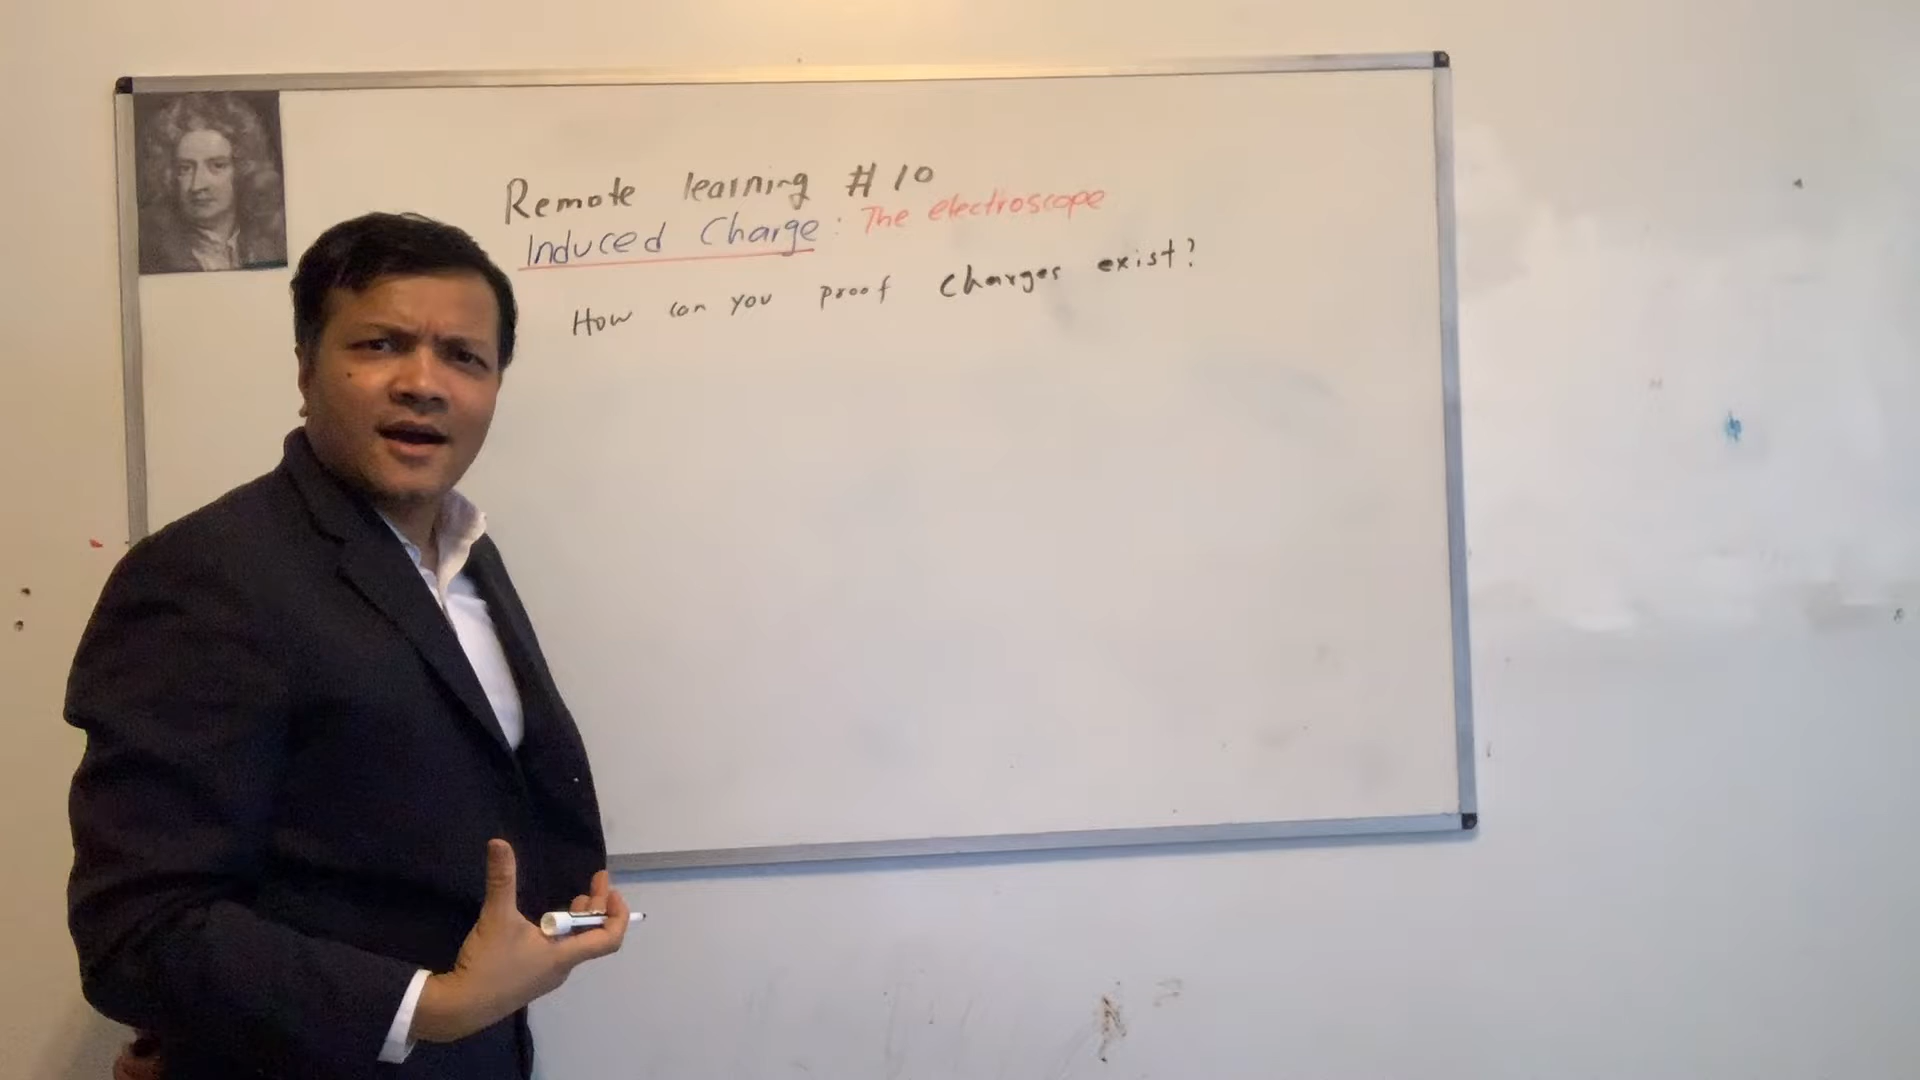 Remote learning #10
Induced Charge: The electroscope
How can you proof charges exist?